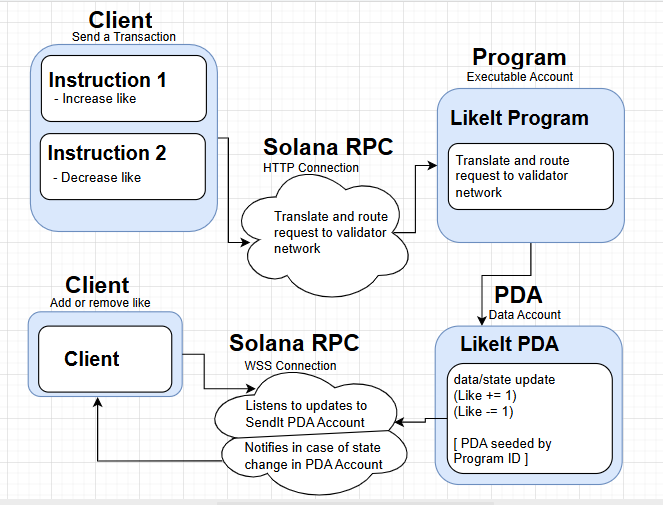 Client
Send a Transaction
Instruction 1
- Increase like
Instruction 2
- Decrease like
Solana RPC
HTTP Connection
Translate and route
request to validator
network
Program
Executable Account
LikeIt Program
Translate and route
request to validator
network
PDA
Data Account
LikeIt PDA
data/state update
(Like += 1)
(Like -= 1)
[ PDA seeded by
Program ID ]
Solana RPC
WSS Connection
Listens to updates to
SendIt PDA Account
Notifies in case of state
change in PDA Account
Client
Add or remove like
Client